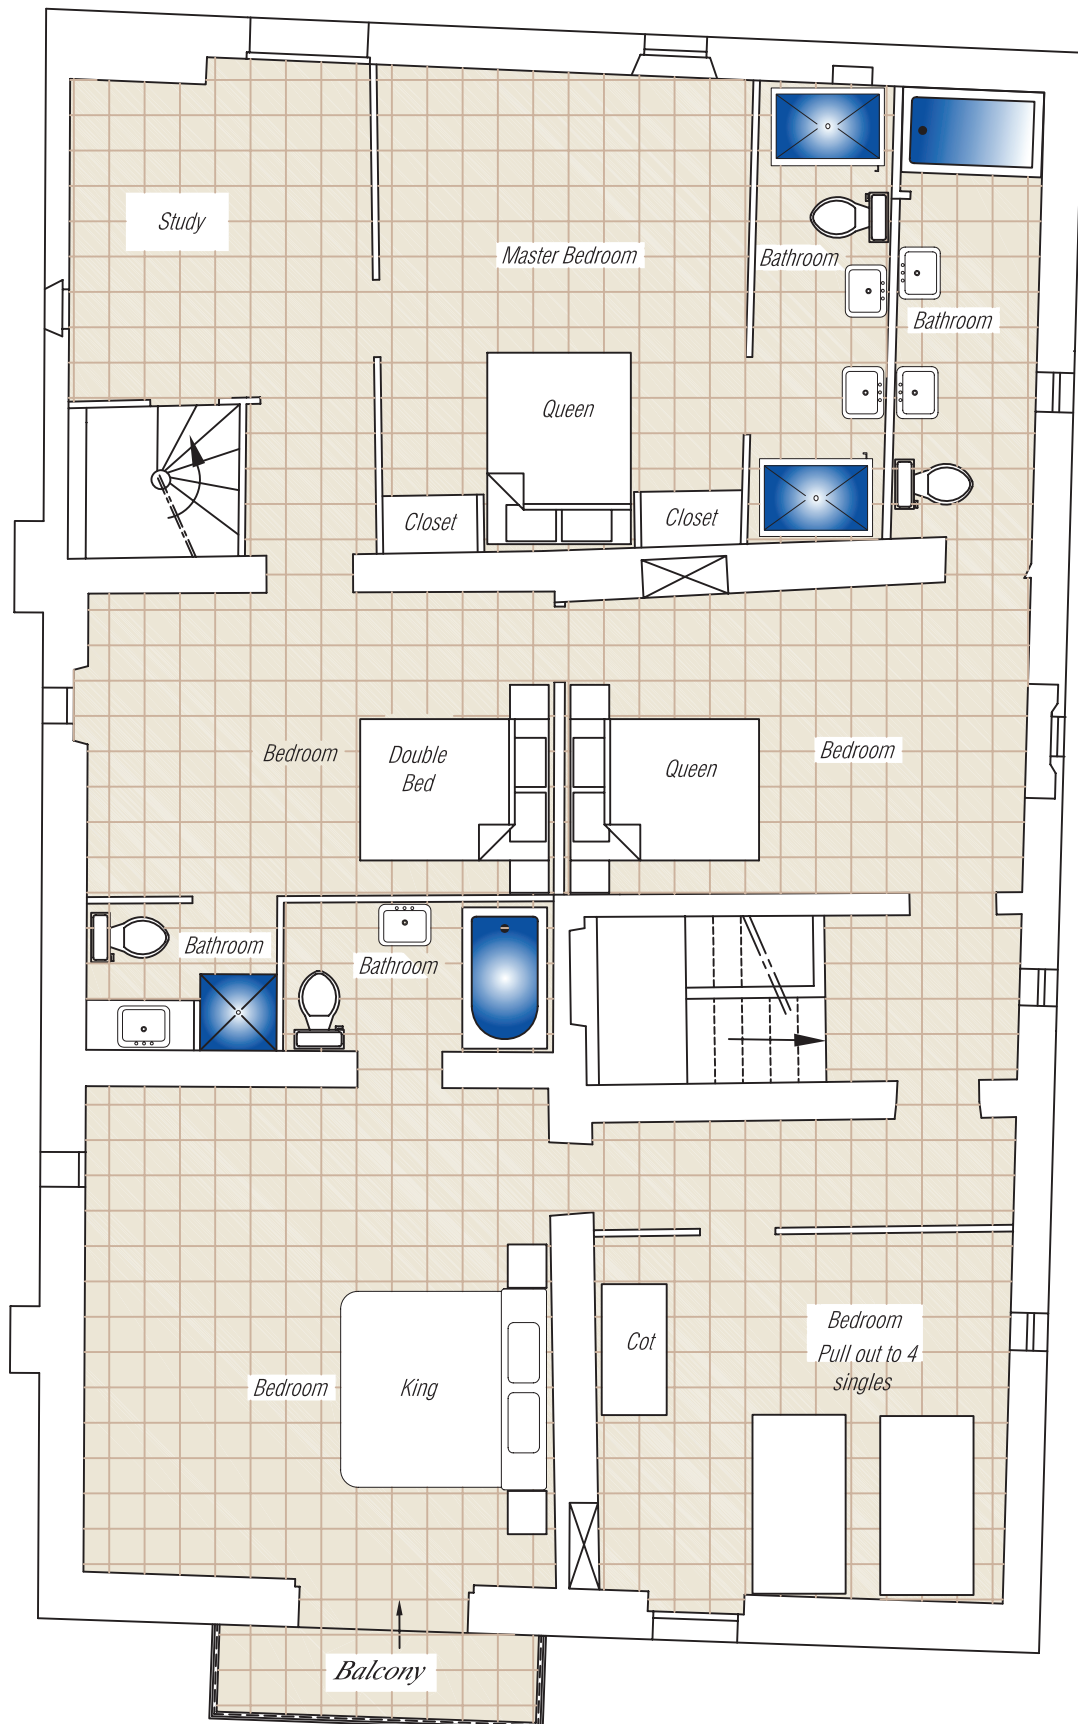 Study
Master Bedroom
Bathroom
Bathroom
Queen
Closet
Closet
Bedroom
Double
Bed
Queen
Bedroom
Bathroom
Bathroom
Bedroom
King
Cot
Bedroom
Pull out to 4
singles
Balcony